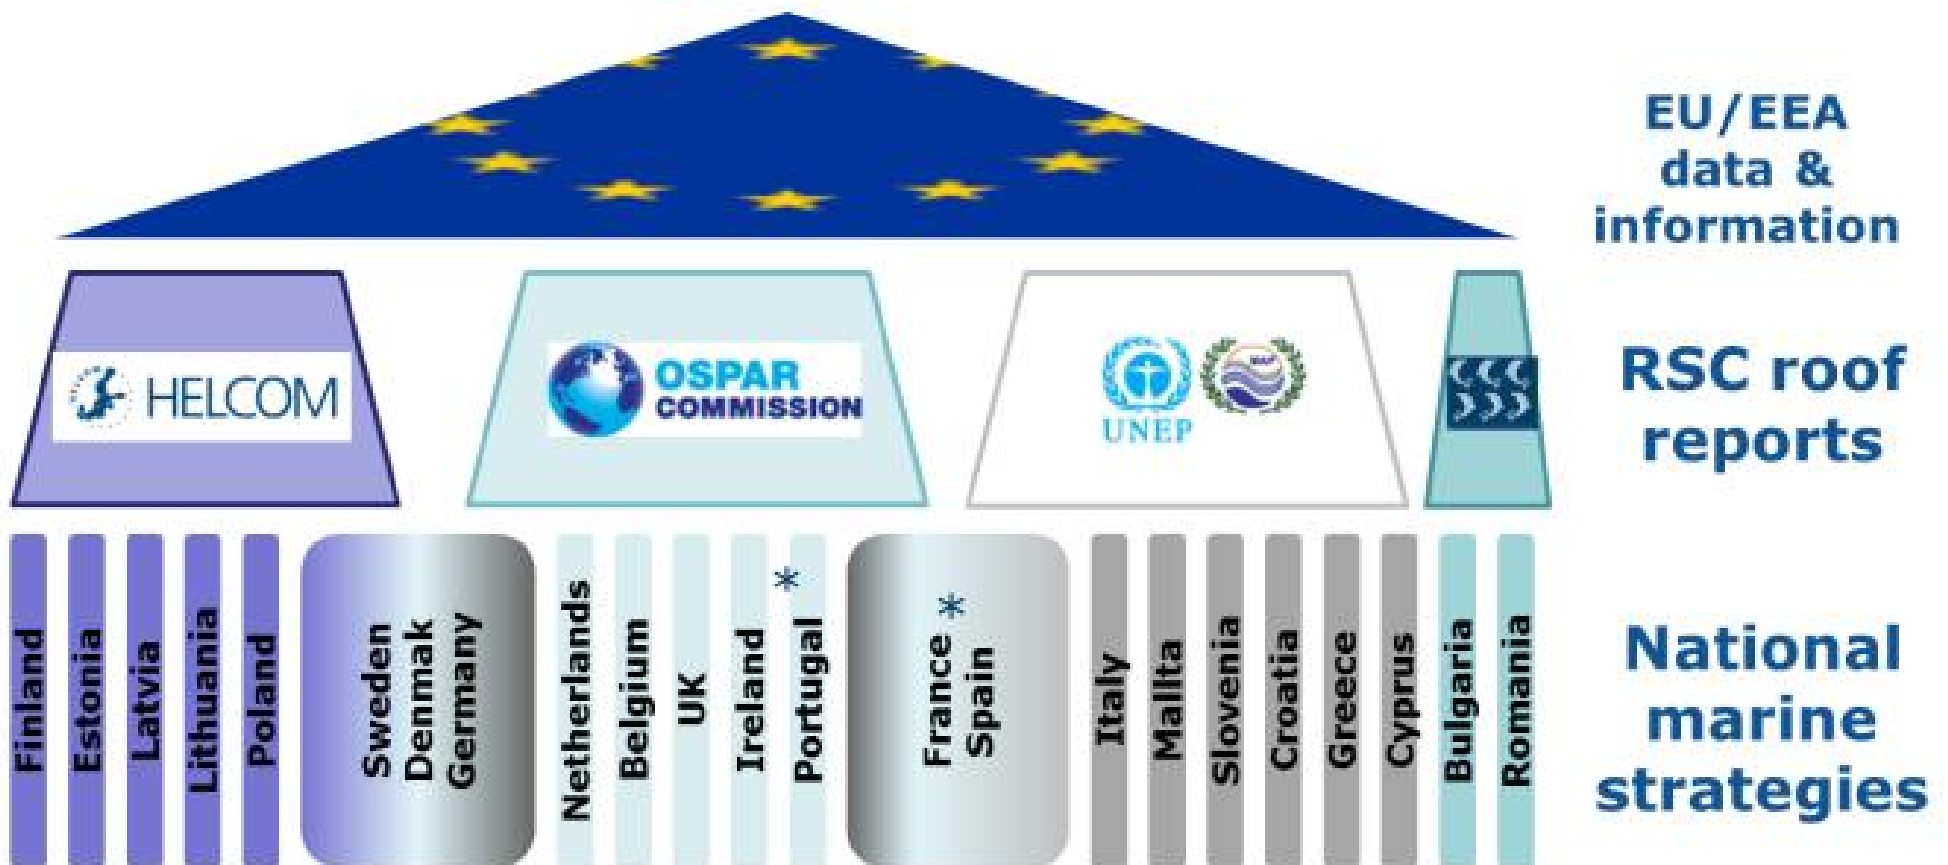 EU/EEA
data &
information
HELCOM
OSPAR
COMMISSION
UNEP
MAP
RSC roof
reports
Finland
Estonia
Latvia
Lithuania
Poland
Sweden
Denmak
Germany
Netherlands
Belgium
UK
Ireland
Portugal *
France *
Spain
Italy
Mallta
Slovenia
Croatia
Greece
Cyprus
Bulgaria
Romania
National
marine
strategies